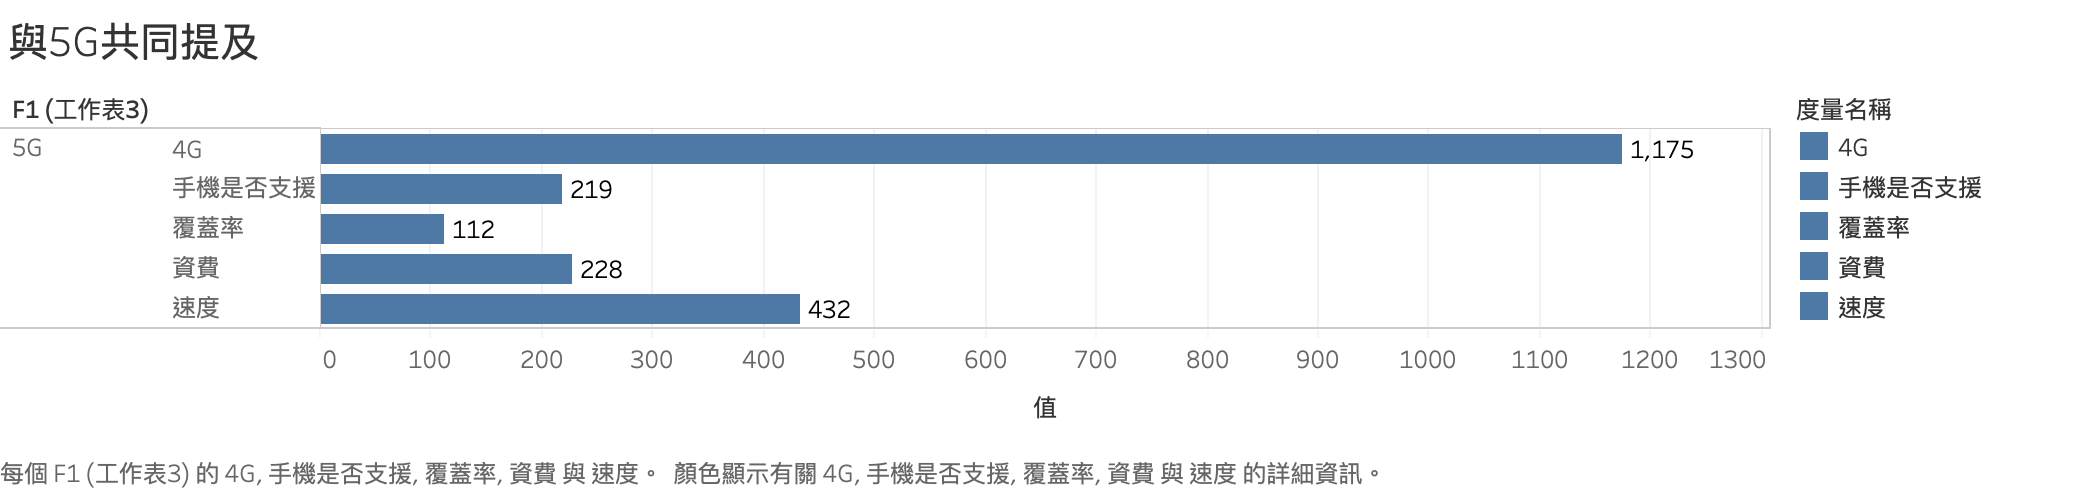 與5G共同提及
F1 (工作表3)
度量名稱
5G 4G 1,175
手機是否支援 219
覆蓋率 112
資費 228
速度 432
4G
手機是否支援
覆蓋率
資費
速度
0 100 200 300 400 500 600 700 800 900 1000 1100 1200 1300
值
每個 F1 (工作表3) 的 4G, 手機是否支援, 覆蓋率, 資費 與 速度。 顏色顯示有關 4G, 手機是否支援, 覆蓋率, 資費 與 速度 的詳細資訊。